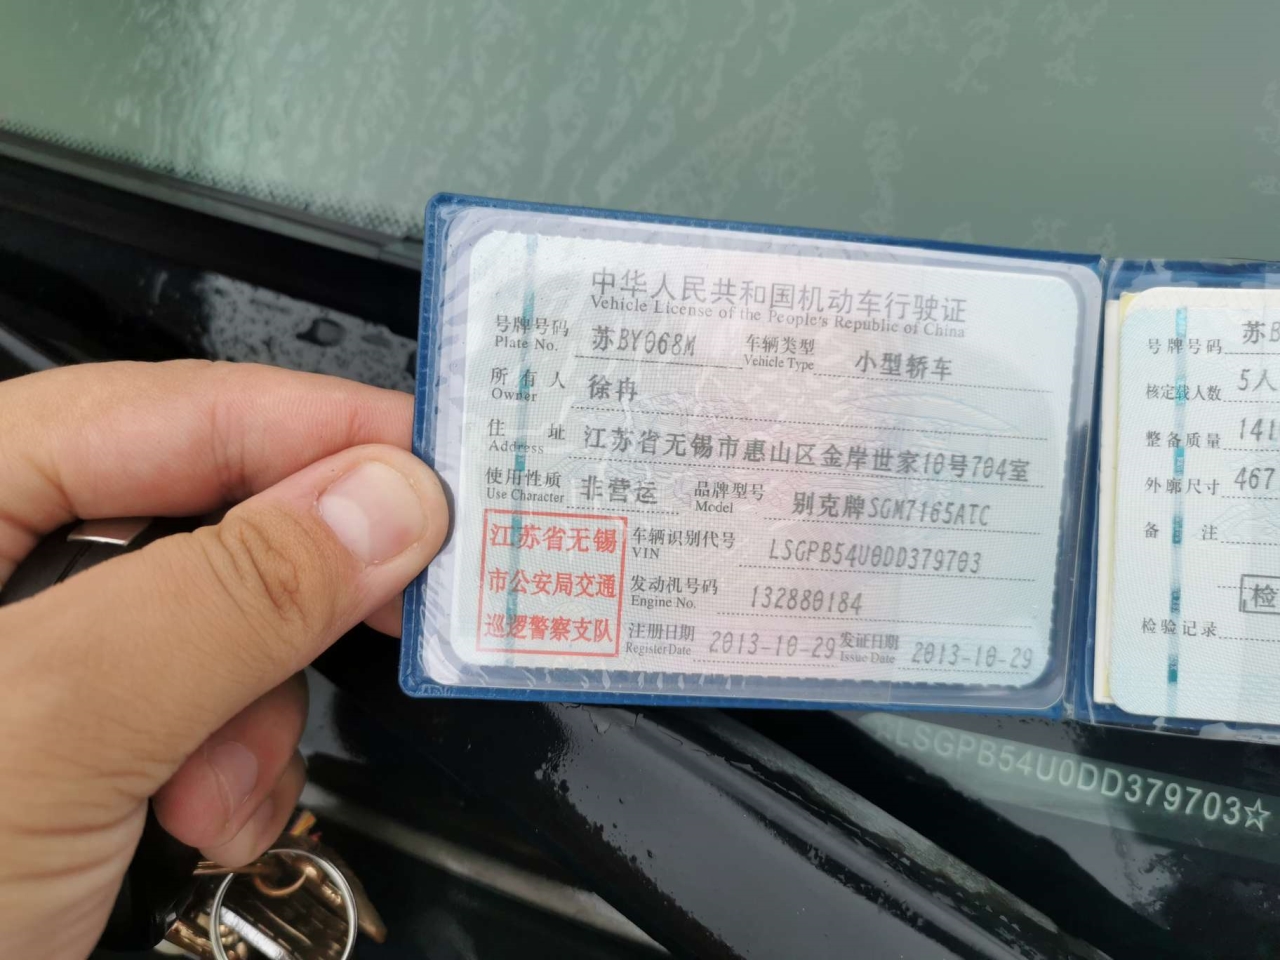 中华人民共和国机动车行驶证
Vehicle License of the People's Republic of China
号牌号码 苏BY068M 车辆类型 小型轿车
Plate No. Vehicle Type
所有人 徐冉
Owner
住址 江苏省无锡市惠山区金岸世家10号704室
Address
使用性质 非营运 品牌型号 别克牌SGM7165ATC
Use Character Model
江苏省无锡
市公安局交通
巡逻警察支队
车辆识别代号 LSGPB54U0DD379703
VIN
发动机号码 132880184
Engine No.
注册日期 2013-10-29 发证日期 2013-10-29
Register Date Issue Date
号牌号码 苏B
核定载人数 5人
整备质量 141
外廓尺寸 467
备注
检
检验记录
LSGPB54U0DD379703☆